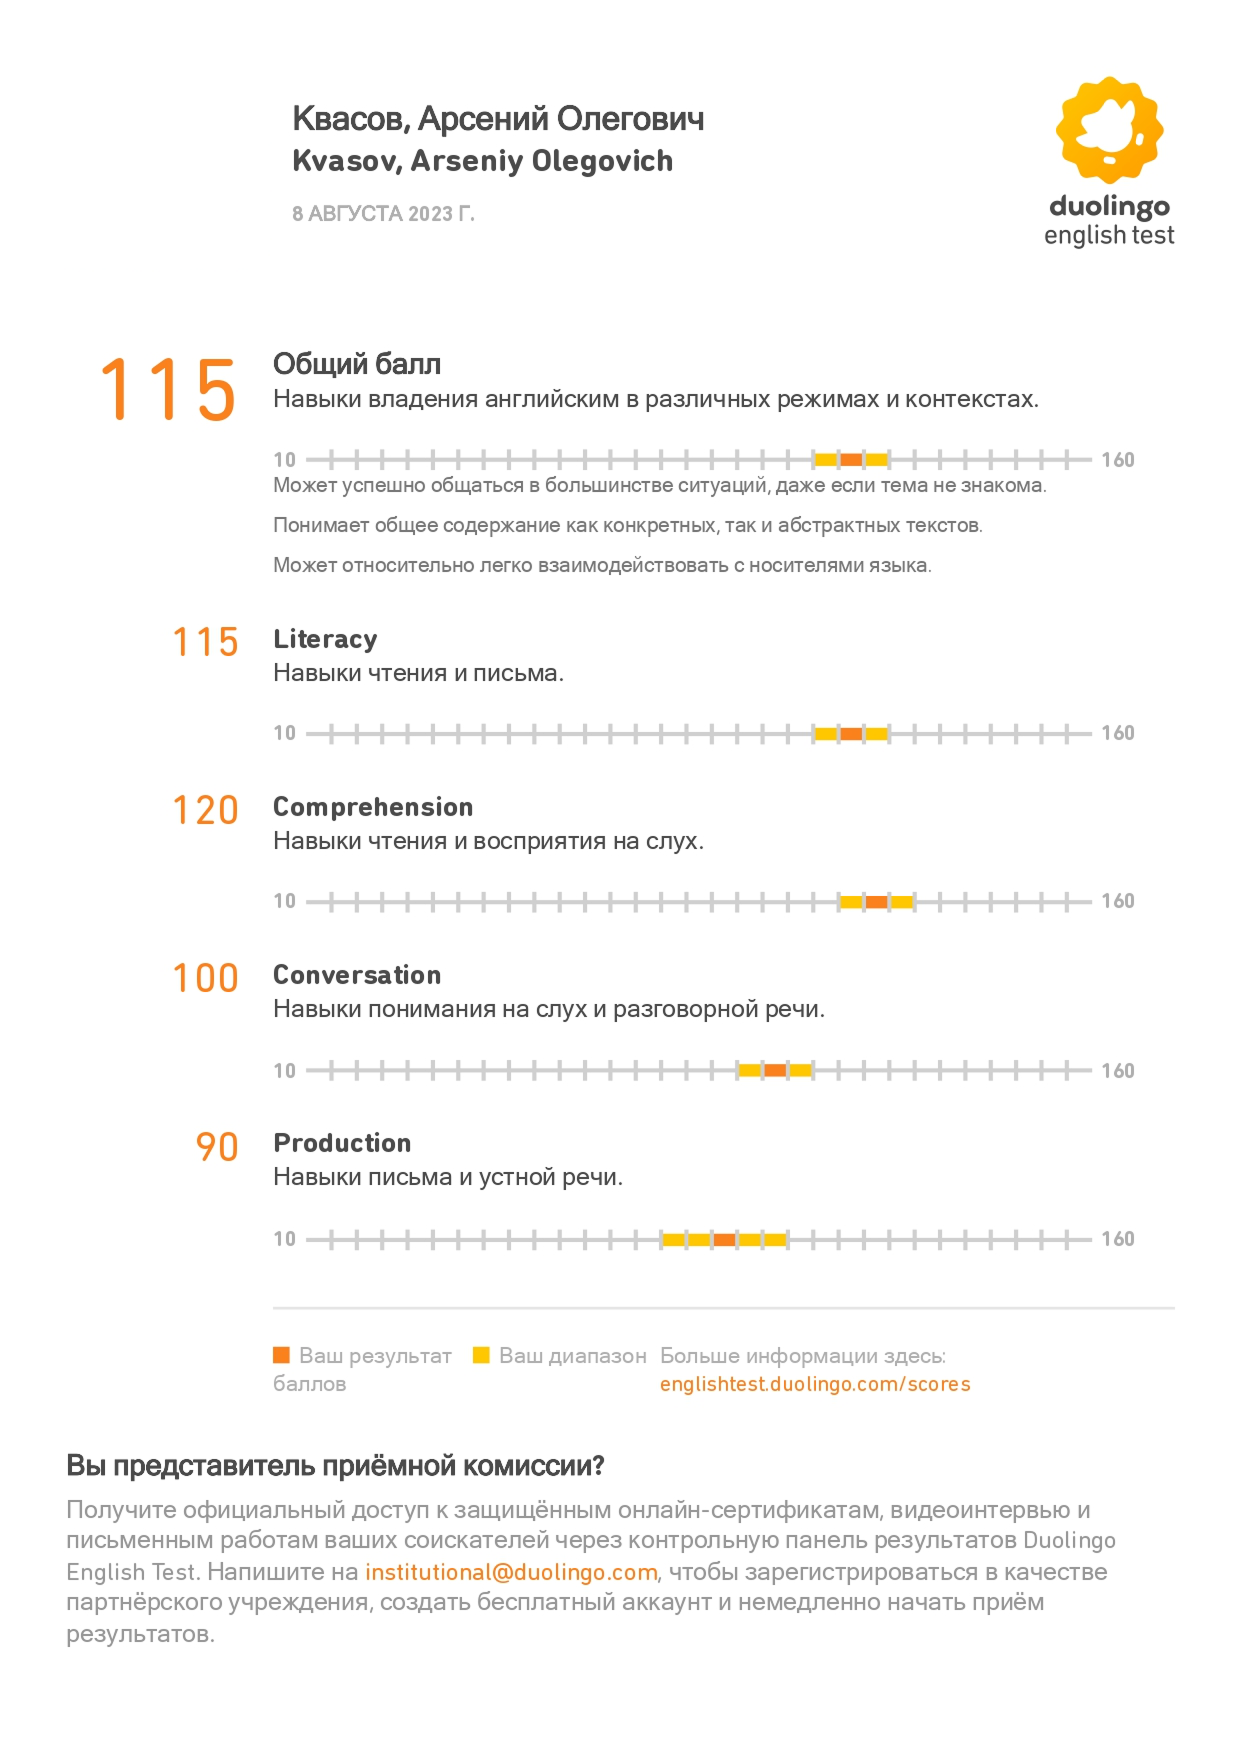 Квасов, Арсений Олегович
Kvasov, Arseniy Olegovich
8 АВГУСТА 2023 Г.
duolingo
english test
115
Общий балл
Навыки владения английским в различных режимах и контекстах.
10 160
Может успешно общаться в большинстве ситуаций, даже если тема не знакома.
Понимает общее содержание как конкретных, так и абстрактных текстов.
Может относительно легко взаимодействовать с носителями языка.
115 Literacy
Навыки чтения и письма.
10 160
120 Comprehension
Навыки чтения и восприятия на слух.
10 160
100 Conversation
Навыки понимания на слух и разговорной речи.
10 160
90 Production
Навыки письма и устной речи.
10 160
Ваш результат Ваш диапазон Больше информации здесь:
баллов englishtest.duolingo.com/scores
Вы представитель приёмной комиссии?
Получите официальный доступ к защищённым онлайн-сертификатам, видеоинтервью и
письменным работам ваших соискателей через контрольную панель результатов Duolingo
English Test. Напишите на institutional@duolingo.com, чтобы зарегистрироваться в качестве
партнёрского учреждения, создать бесплатный аккаунт и немедленно начать приём
результатов.